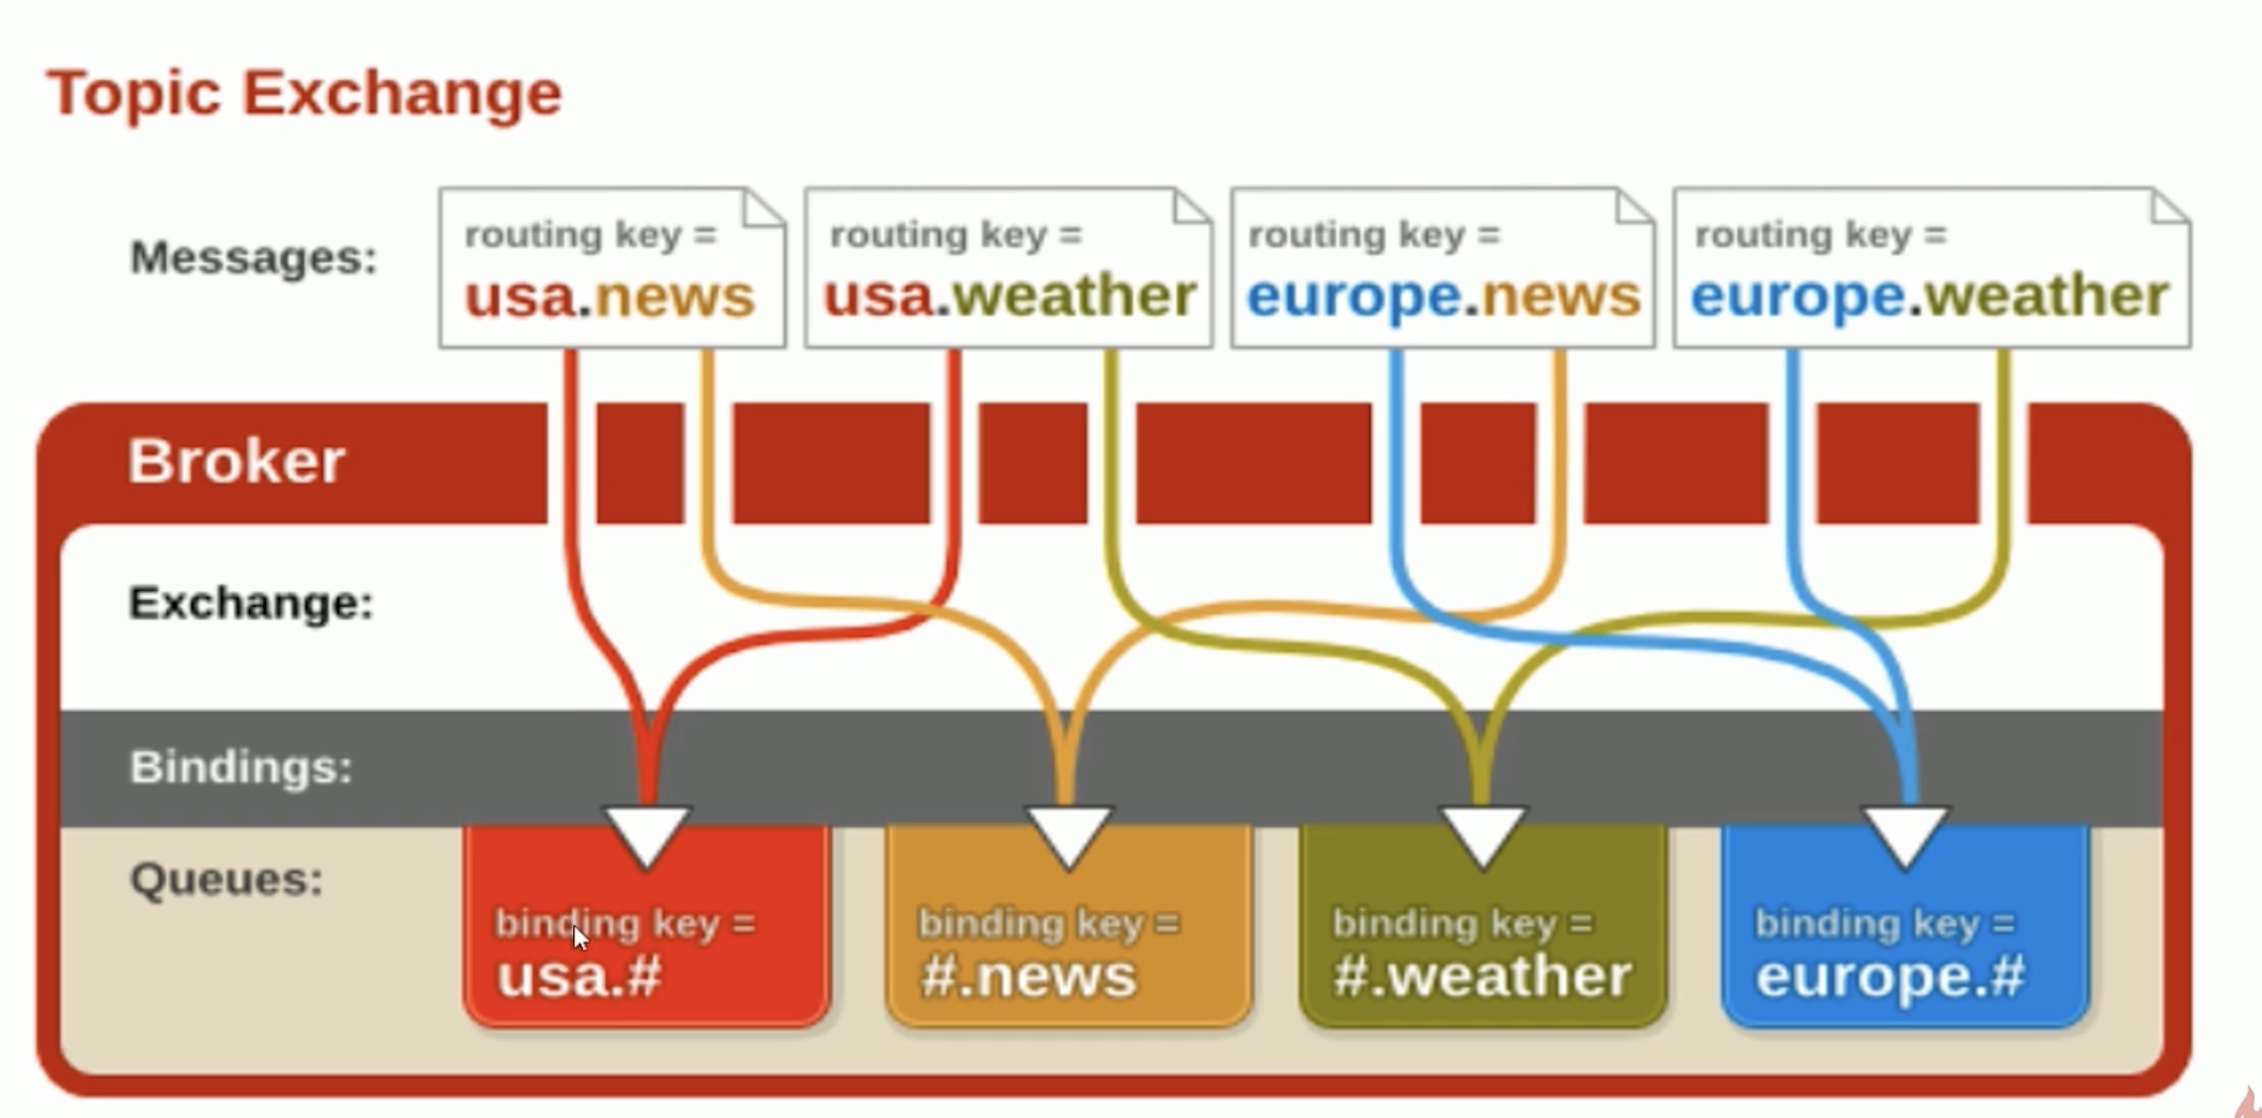 Topic Exchange
Messages:
routing key =
usa.news
routing key =
usa.weather
routing key =
europe.news
routing key =
europe.weather
Broker
Exchange:
Bindings:
Queues:
binding key =
usa.#
binding key =
#.news
binding key =
#.weather
binding key =
europe.#